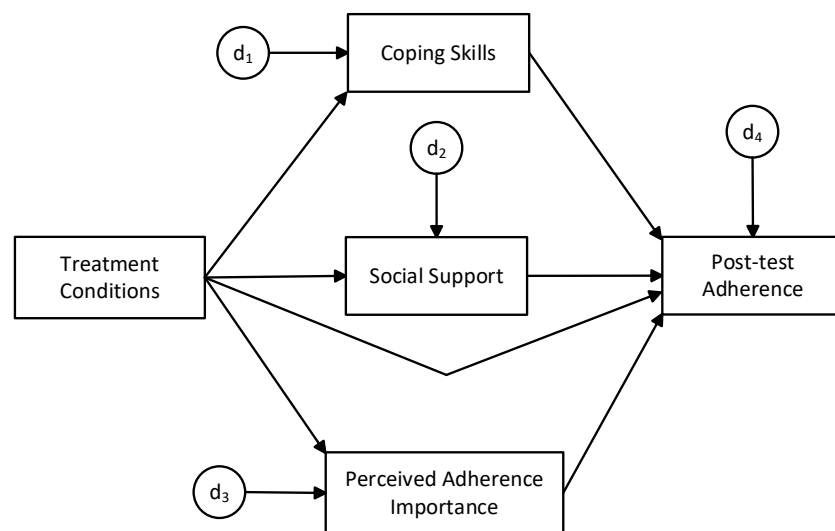 d₁
Coping Skills
d₂
d₄
Treatment
Conditions
Social Support
Post-test
Adherence
d₃
Perceived Adherence
Importance